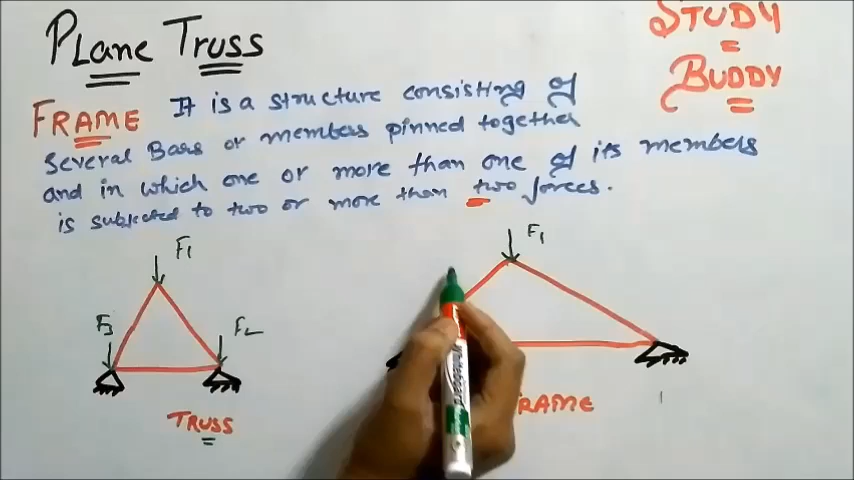 PLane Truss
STUDY
BUDDY
FRAME It is a structure consisting of
several Bars or members pinned together
and in which one or more than one of its members
is subjected to two or more than two forces.
F1
F1
F3
F2
TRUSS
RAME